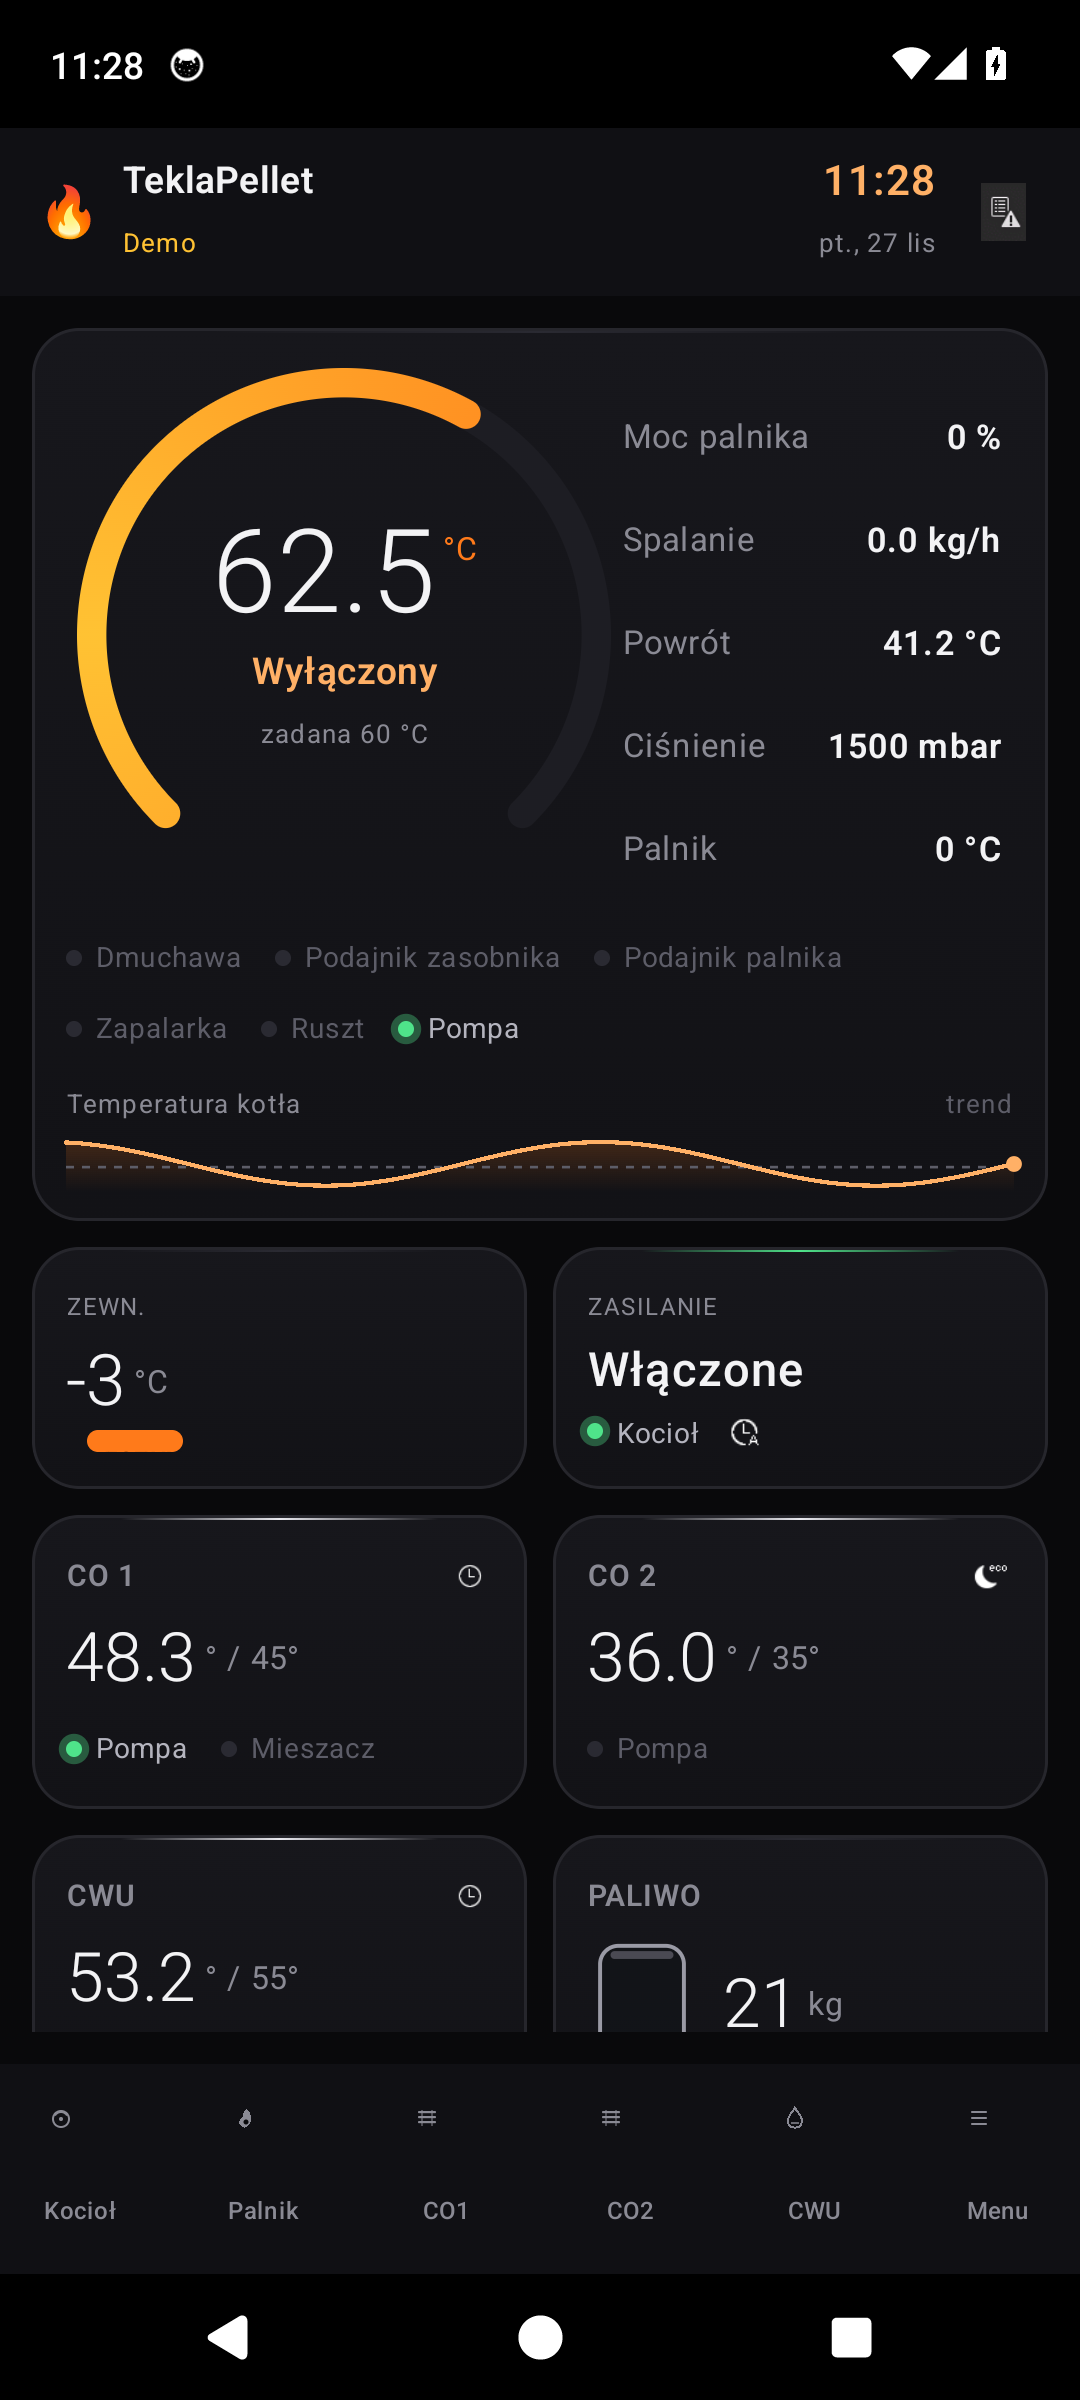 11:28
TeklaPellet
Demo
11:28
pt., 27 lis
62.5 °C
Wyłączony
zadana 60 °C
Moc palnika 0 %
Spalanie 0.0 kg/h
Powrót 41.2 °C
Ciśnienie 1500 mbar
Palnik 0 °C
Dmuchawa Podajnik zasobnika Podajnik palnika
Zapalarka Ruszt Pompa
Temperatura kotła trend
ZEWN.
-3 °C
ZASILANIE
Włączone
Kocioł A
CO 1
48.3 ° / 45°
Pompa Mieszacz
CO 2 eco
36.0 ° / 35°
Pompa
CWU
53.2 ° / 55°
PALIWO
21 kg
Kocioł Palnik CO1 CO2 CWU Menu